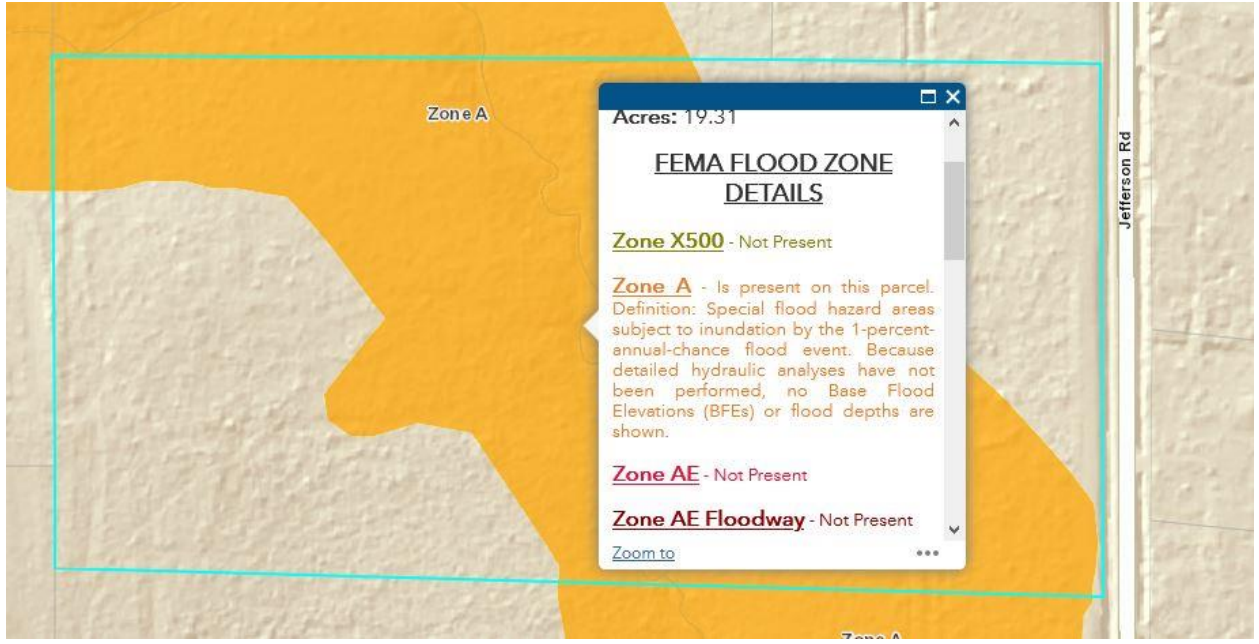 Zone A
Acres: 19.31
FEMA FLOOD ZONE
DETAILS
Zone X500 - Not Present
Zone A - Is present on this parcel.
Definition: Special flood hazard areas
subject to inundation by the 1-percent-
annual-chance flood event. Because
detailed hydraulic analyses have not
been performed, no Base Flood
Elevations (BFEs) or flood depths are
shown.
Zone AE - Not Present
Zone AE Floodway - Not Present
Zoom to
Jefferson Rd
Zone A